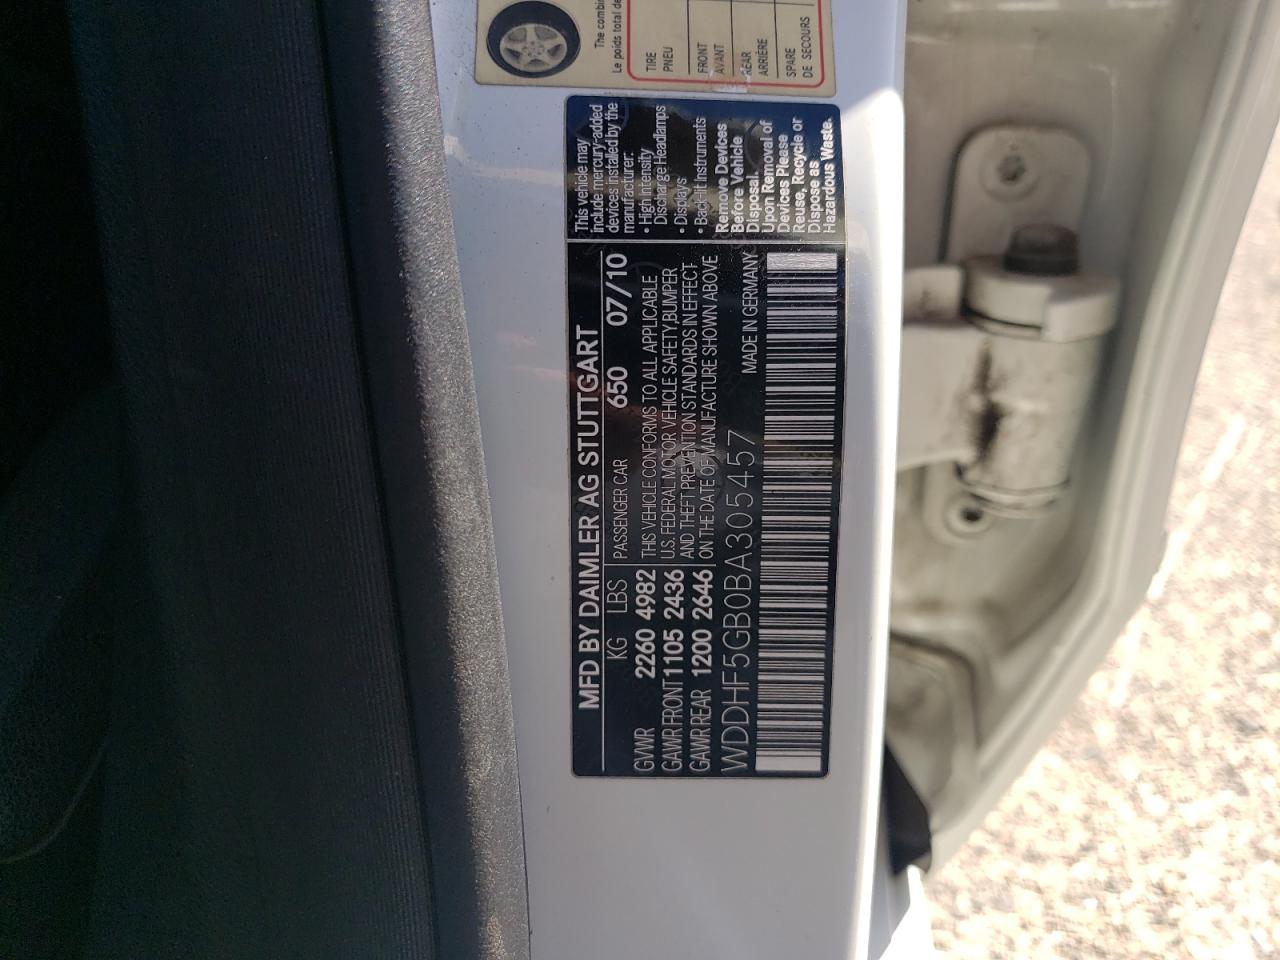 MFD BY DAIMLER AG STUTTGART
KG LBS PASSENGER CAR 650 07/10
GVWR 2260 4982
GAWR FRONT 1105 2436
GAWR REAR 1200 2646
THIS VEHICLE CONFORMS TO ALL APPLICABLE
U.S. FEDERAL MOTOR VEHICLE SAFETY,BUMPER
AND THEFT PREVENTION STANDARDS IN EFFECT
ON THE DATE OF MANUFACTURE SHOWN ABOVE
WDDHF5GB0BA305457 MADE IN GERMANY
This vehicle may
include mercury-added
devices installed by the
manufacturer:
• High Intensity
Discharge Headlamps
• Displays
• Backlit Instruments
Remove Devices
Before Vehicle
Disposal.
Upon Removal of
Devices Please
Reuse, Recycle or
Dispose as
Hazardous Waste.
The
Le poids total
TIRE
PNEU
FRONT
AVANT
REAR
ARRIÈRE
SPARE
DE SECOURS